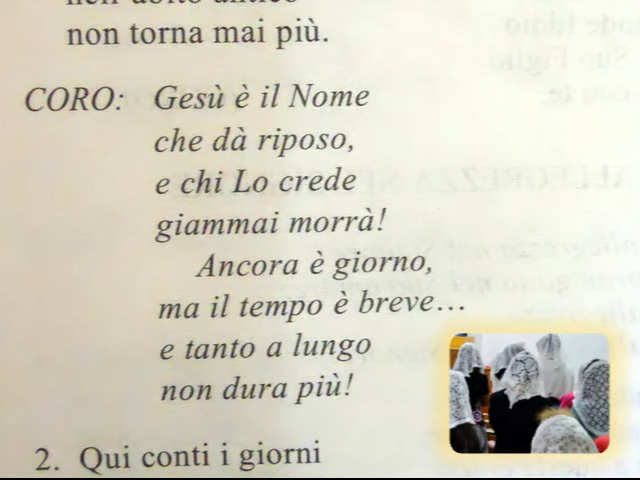 non torna mai più.
CORO: Gesù è il Nome
che dà riposo,
e chi Lo crede
giammai morrà!
Ancora è giorno,
ma il tempo è breve...
e tanto a lungo
non dura più!
2. Qui conti i giorni